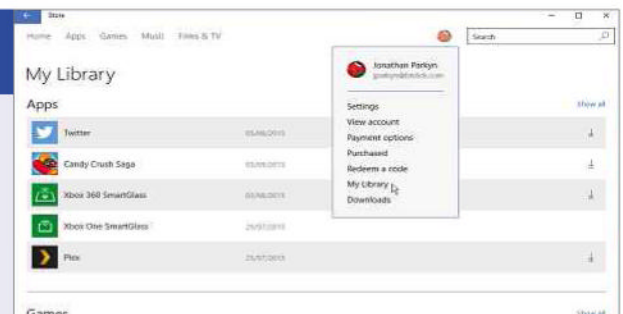 Store
Home Apps Games Music Films & TV
Search
My Library
Jonathan Parkyn
Apps
Show all
Settings
View account
Payment options
Purchased
Redeem a code
My Library
Downloads
Twitter
Candy Crush Saga
Xbox 360 SmartGlass
Xbox One SmartGlass
Plex
Games
Show all